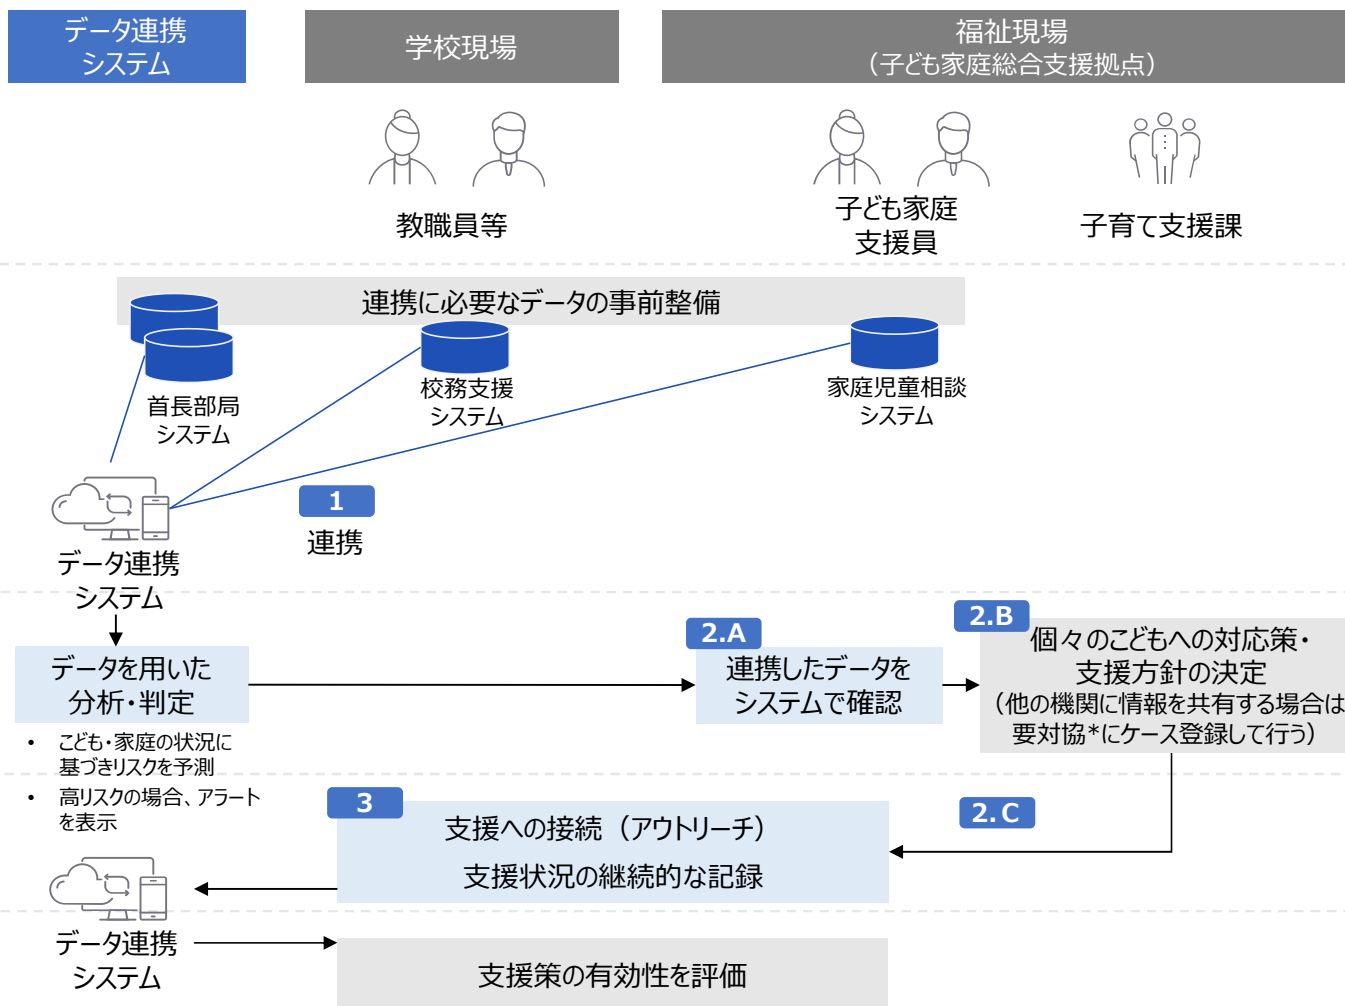 データ連携
システム
学校現場
福祉現場
（子ども家庭総合支援拠点）
教職員等
子ども家庭
支援員
子育て支援課
連携に必要なデータの事前整備
首長部局
システム
校務支援
システム
家庭児童相談
システム
1
連携
データ連携
システム
データを用いた
分析・判定
• こども・家庭の状況に
基づきリスクを予測
• 高リスクの場合、アラート
を表示
2.A
連携したデータを
システムで確認
2.B
個々のこどもへの対応策・
支援方針の決定
（他の機関に情報を共有する場合は
要対協*にケース登録して行う）
2.C
3
支援への接続（アウトリーチ）
支援状況の継続的な記録
データ連携
システム
支援策の有効性を評価